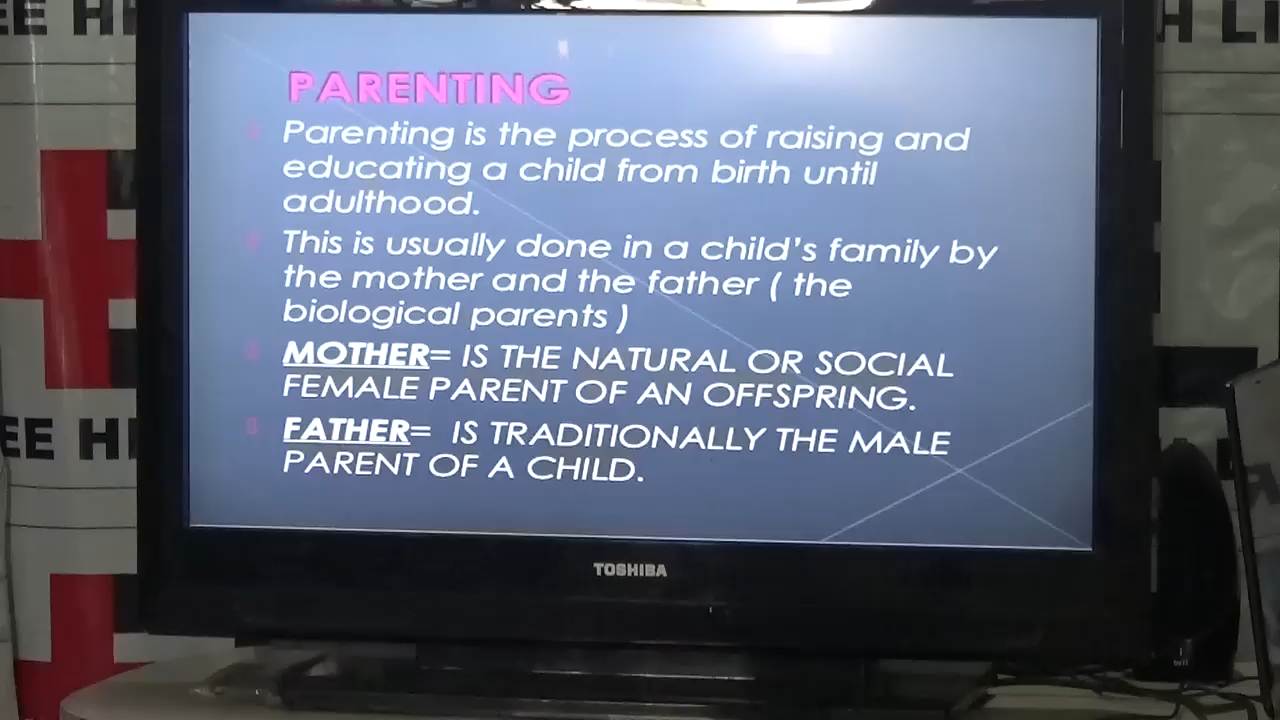 PARENTING
Parenting is the process of raising and
educating a child from birth until
adulthood.
This is usually done in a child's family by
the mother and the father ( the
biological parents )
MOTHER= IS THE NATURAL OR SOCIAL
FEMALE PARENT OF AN OFFSPRING.
FATHER= IS TRADITIONALLY THE MALE
PARENT OF A CHILD.
TOSHIBA